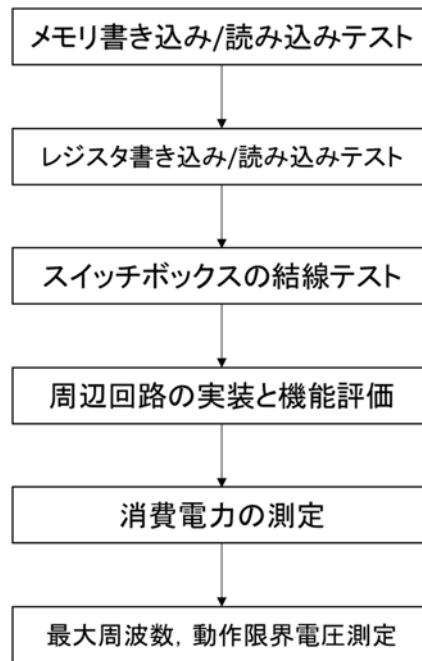 メモリ書き込み/読み込みテスト
レジスタ書き込み/読み込みテスト
スイッチボックスの結線テスト
周辺回路の実装と機能評価
消費電力の測定
最大周波数，動作限界電圧測定